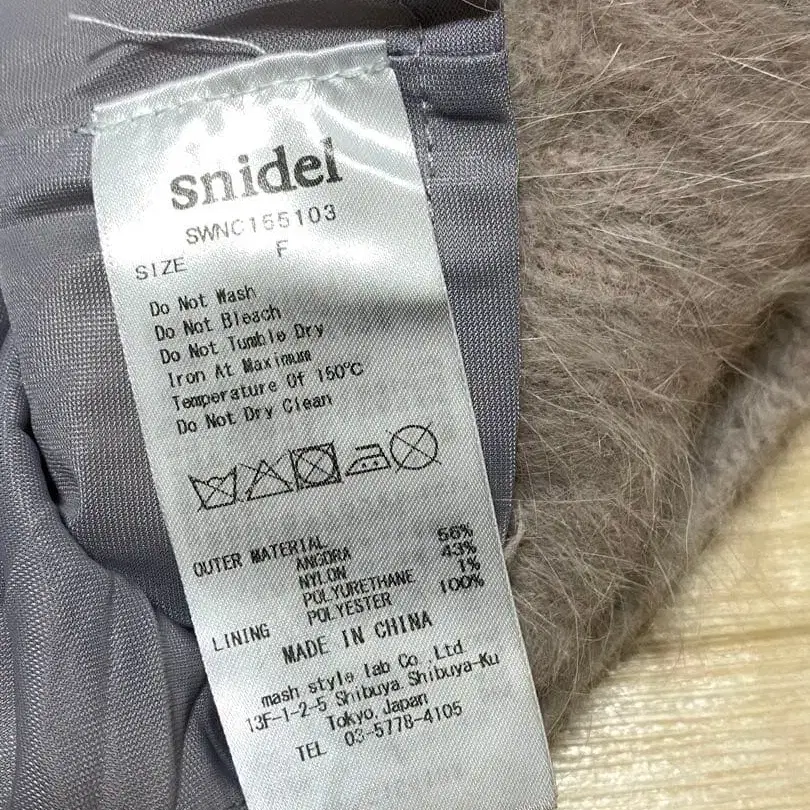 snidel
SWNC155103
SIZE F
Do Not Wash
Do Not Bleach
Do Not Tumble Dry
Iron At Maximum
Temperature Of 150℃
Do Not Dry Clean
OUTER MATERIAL
ANGORA 56%
NYLON 43%
POLYURETHANE 1%
LINING POLYESTER 100%
MADE IN CHINA
mash style lab Co.,Ltd.
13F-1-2-5 Shibuya.Shibuya-Ku
Tokyo,Japan
TEL 03-5778-4105